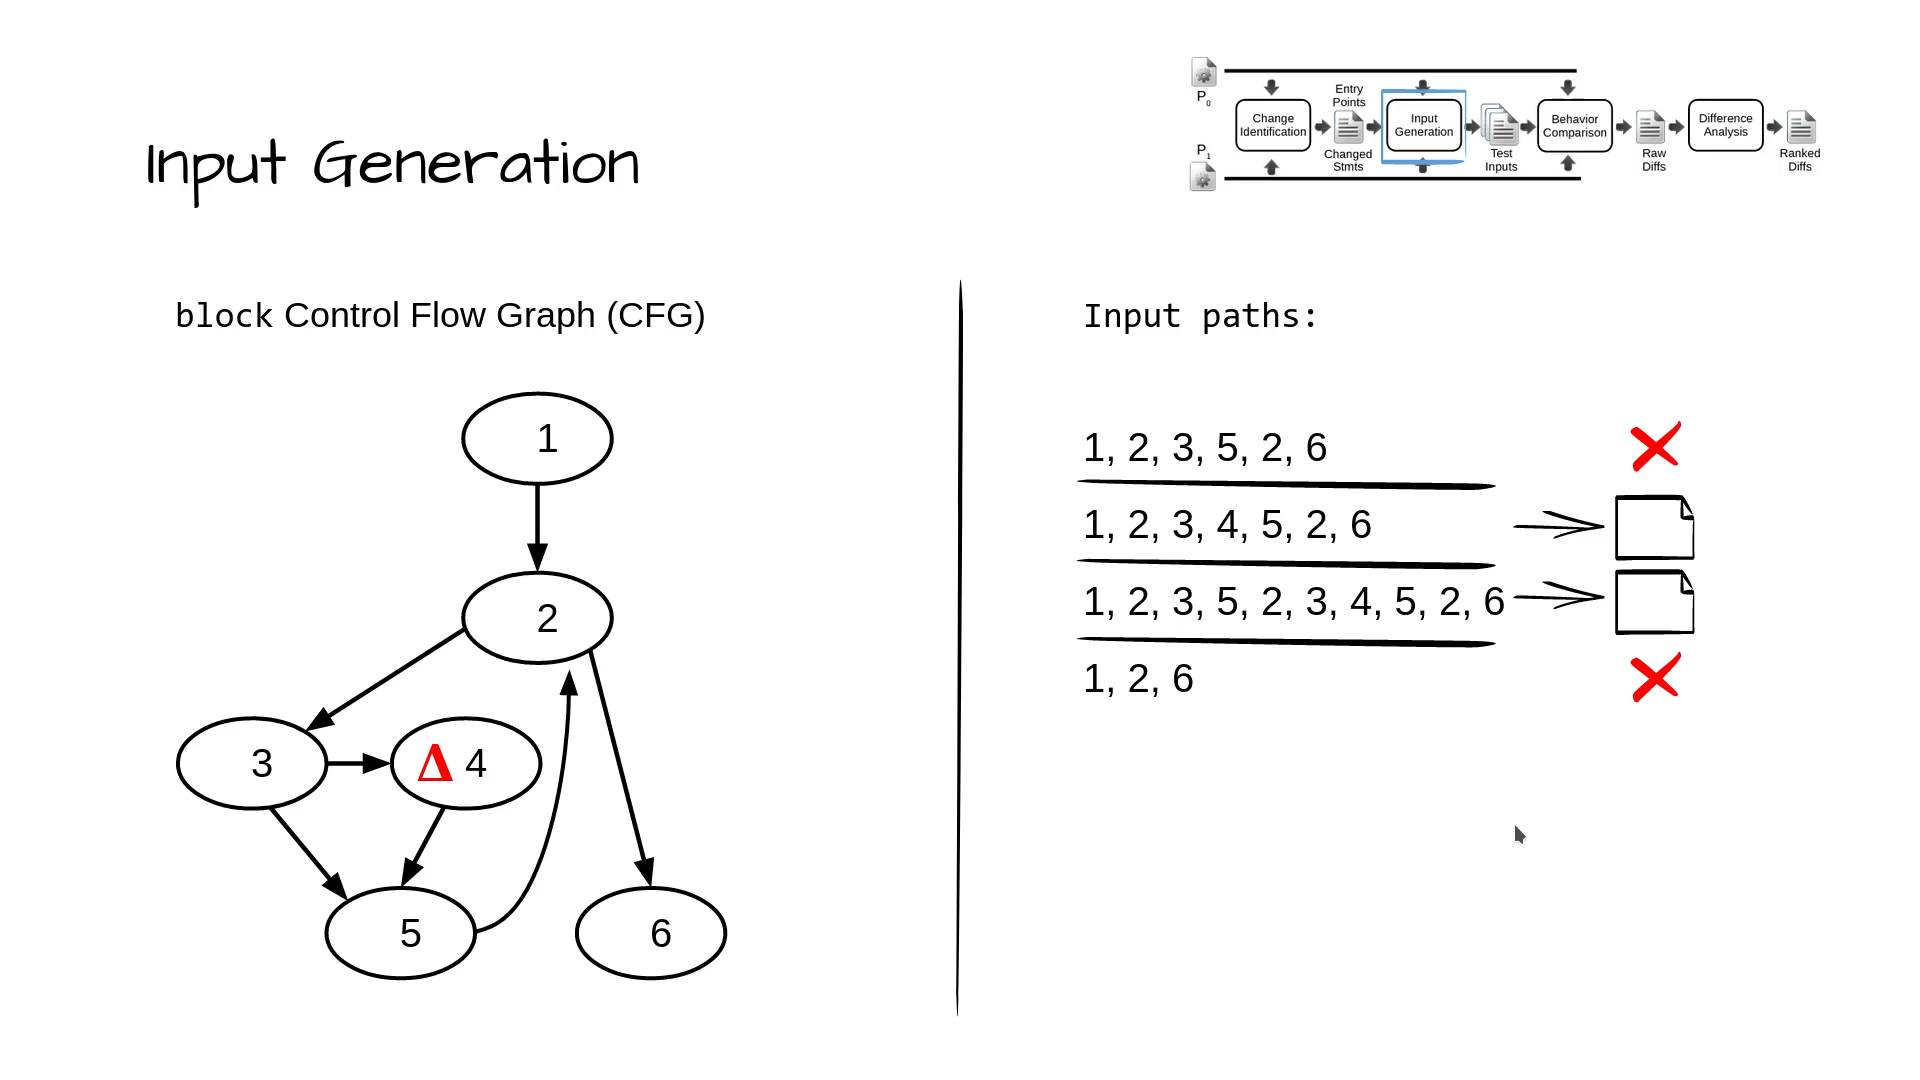 P0
Entry
Points
Change
Identification
Input
Generation
Behavior
Comparison
Difference
Analysis
P1
Changed
Stmts
Test
Inputs
Raw
Diffs
Ranked
Diffs
Input Generation
block Control Flow Graph (CFG)
1
2
3
Δ 4
5
6
Input paths:
1, 2, 3, 5, 2, 6
1, 2, 3, 4, 5, 2, 6
1, 2, 3, 5, 2, 3, 4, 5, 2, 6
1, 2, 6